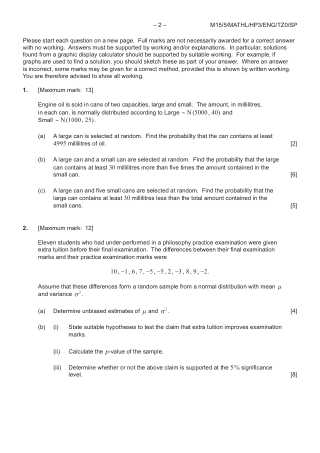 – 2 –
M15/5/MATHL/HP3/ENG/TZ0/SP
Please start each question on a new page. Full marks are not necessarily awarded for a correct answer
with no working. Answers must be supported by working and/or explanations. In particular, solutions
found from a graphic display calculator should be supported by suitable working. For example, if
graphs are used to find a solution, you should sketch these as part of your answer. Where an answer
is incorrect, some marks may be given for a correct method, provided this is shown by written working.
You are therefore advised to show all working.
1. [Maximum mark: 13]
Engine oil is sold in cans of two capacities, large and small. The amount, in millilitres,
in each can, is normally distributed according to Large ~ N(5000, 40) and
Small ~ N(1000, 25).
(a) A large can is selected at random. Find the probability that the can contains at least
4995 millilitres of oil. [2]
(b) A large can and a small can are selected at random. Find the probability that the large
can contains at least 30 millilitres more than five times the amount contained in the
small can. [6]
(c) A large can and five small cans are selected at random. Find the probability that the
large can contains at least 30 millilitres less than the total amount contained in the
small cans. [5]
2. [Maximum mark: 12]
Eleven students who had under-performed in a philosophy practice examination were given
extra tuition before their final examination. The differences between their final examination
marks and their practice examination marks were
10, −1, 6, 7, −5, −5, 2, −3, 8, 9, −2.
Assume that these differences form a random sample from a normal distribution with mean μ
and variance σ².
(a) Determine unbiased estimates of μ and σ². [4]
(b) (i) State suitable hypotheses to test the claim that extra tuition improves examination
marks.
(ii) Calculate the p-value of the sample.
(iii) Determine whether or not the above claim is supported at the 5% significance
level. [8]